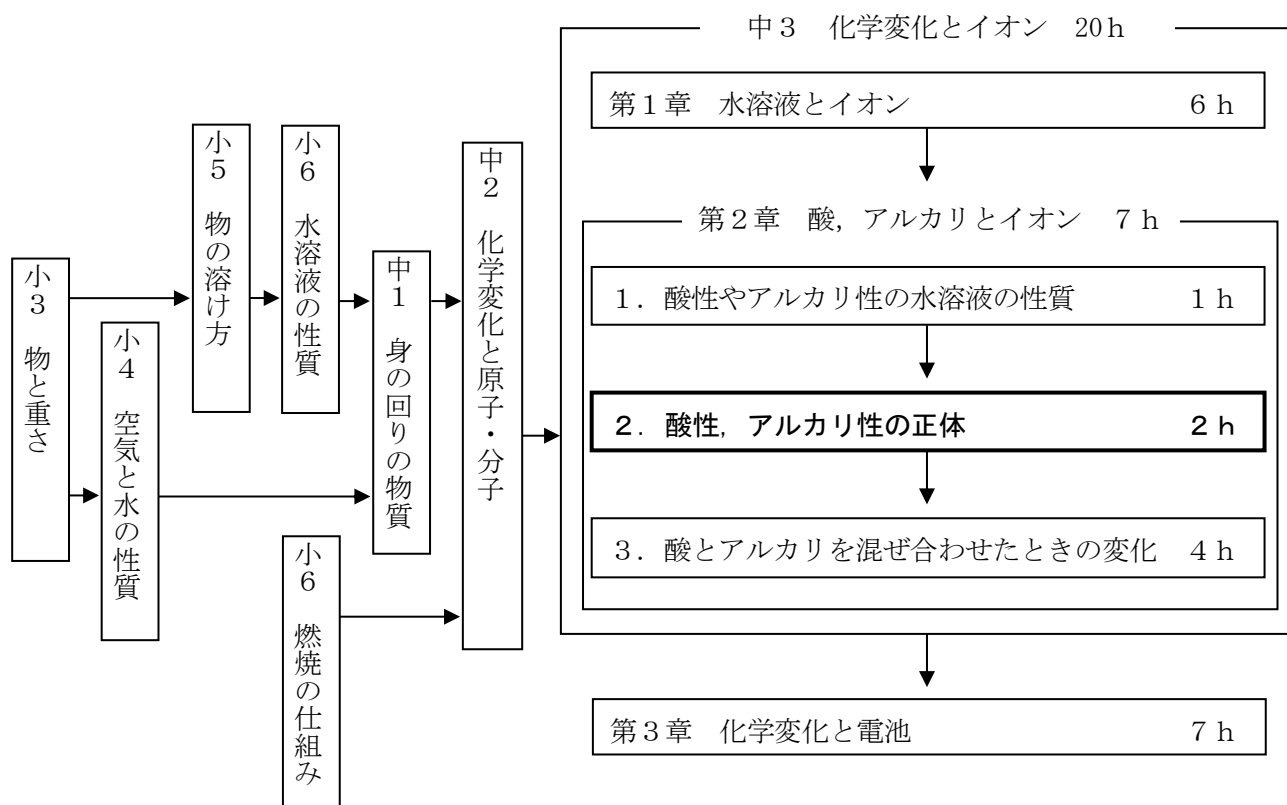 中３　化学変化とイオン　20ｈ
第１章　水溶液とイオン　６ｈ
第２章　酸，アルカリとイオン　７ｈ
１．酸性やアルカリ性の水溶液の性質　１ｈ
２．酸性，アルカリ性の正体　２ｈ
３．酸とアルカリを混ぜ合わせたときの変化　４ｈ
第３章　化学変化と電池　７ｈ
小３　物と重さ
小４　空気と水の性質
小５　物の溶け方
小６　水溶液の性質
小６　燃焼の仕組み
中１　身の回りの物質
中２　化学変化と原子・分子